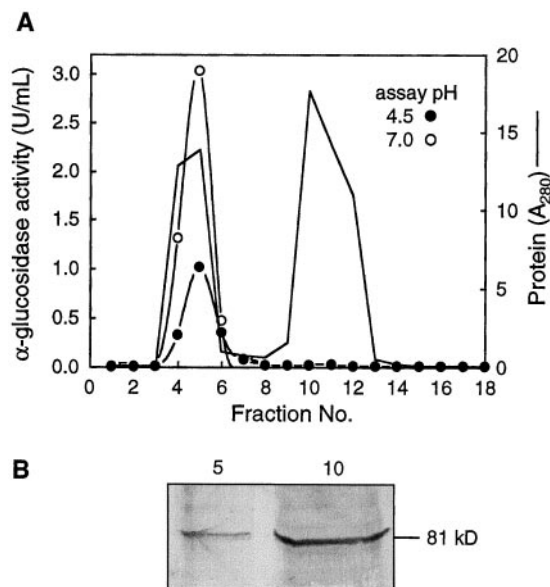 A
α-glucosidase activity (U/mL)
3.0
2.5
2.0
1.5
1.0
0.5
0.0
assay pH
4.5 ●
7.0 ○
20
15
10
5
0
Protein (A280) —
0 2 4 6 8 10 12 14 16 18
Fraction No.
B
5 10
81 kD